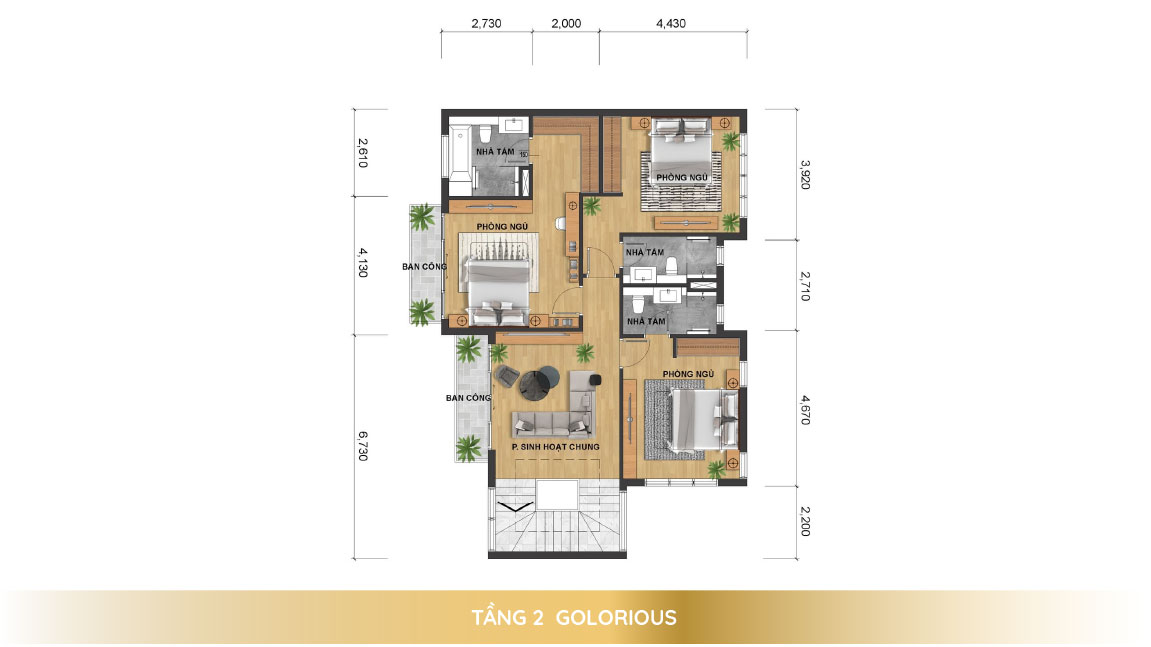 2,730
2,000
4,430
2,610
4,130
6,730
3,920
2,710
4,670
2,200
NHÀ TẮM
150
PHÒNG NGỦ
PHÒNG NGỦ
NHÀ TẮM
BAN CÔNG
NHÀ TẮM
PHÒNG NGỦ
BAN CÔNG
P. SINH HOẠT CHUNG
TẦNG 2 GOLORIOUS